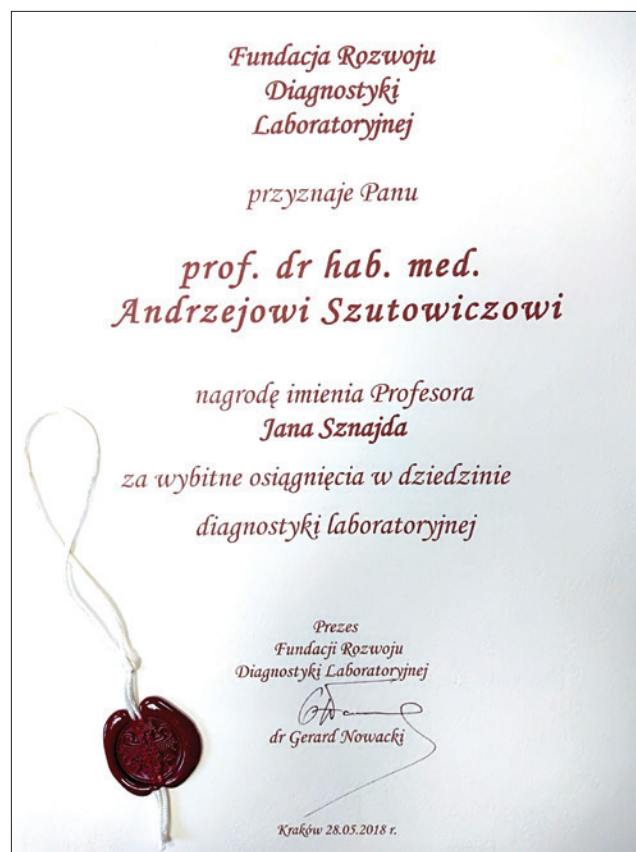 Fundacja Rozwoju
Diagnostyki
Laboratoryjnej
przyznaje Panu
prof. dr hab. med.
Andrzejowi Szutowiczowi
nagrodę imienia Profesora
Jana Sznajda
za wybitne osiągnięcia w dziedzinie
diagnostyki laboratoryjnej
Prezes
Fundacji Rozwoju
Diagnostyki Laboratoryjnej
dr Gerard Nowacki
Kraków 28.05.2018 r.